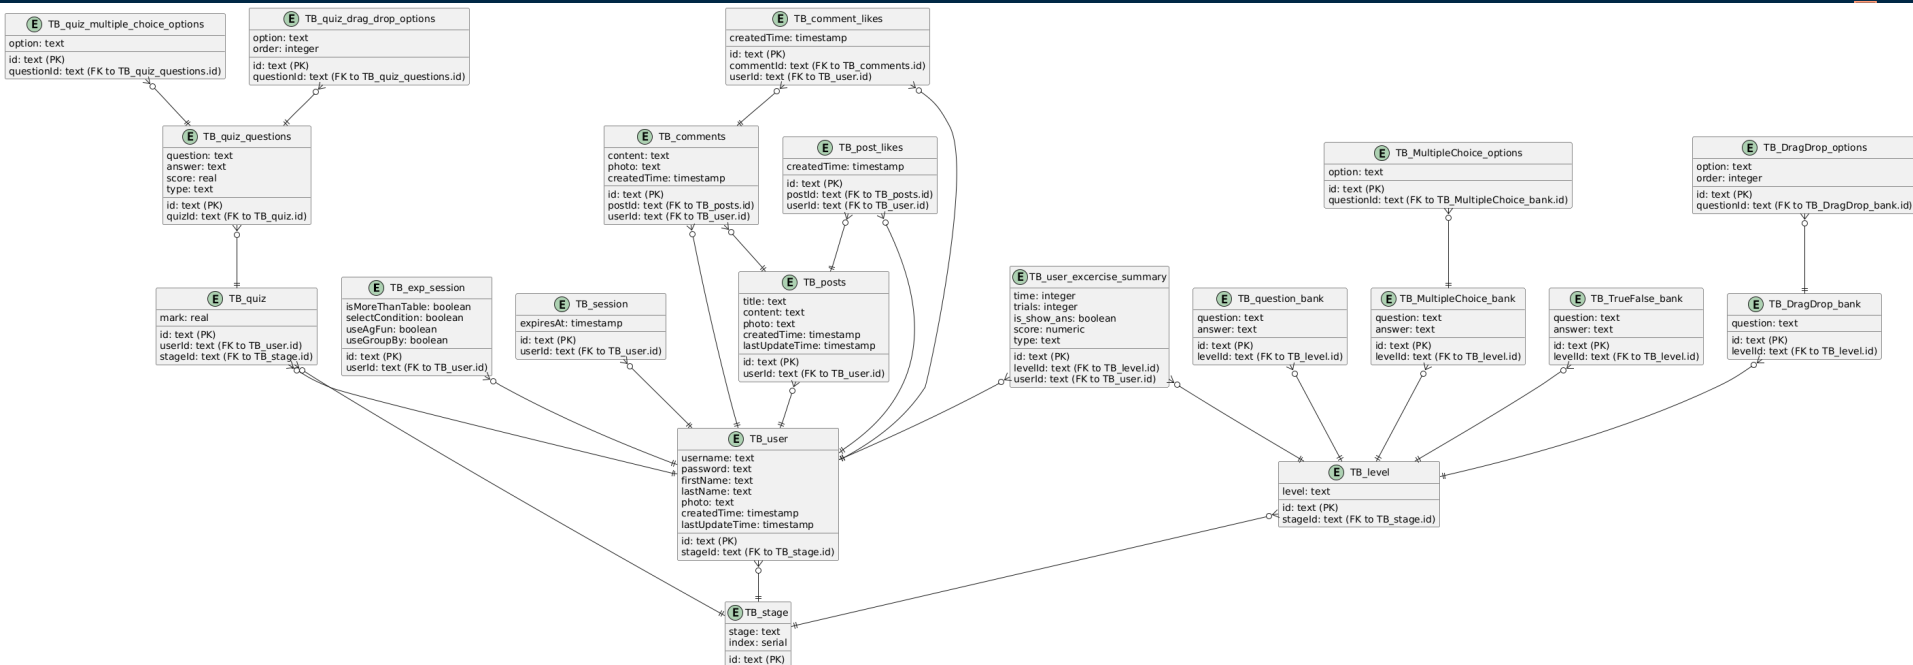 E TB_quiz_multiple_choice_options
option: text
id: text (PK)
questionId: text (FK to TB_quiz_questions.id)
E TB_quiz_drag_drop_options
option: text
order: integer
id: text (PK)
questionId: text (FK to TB_quiz_questions.id)
E TB_comment_likes
createdTime: timestamp
id: text (PK)
commentId: text (FK to TB_comments.id)
userId: text (FK to TB_user.id)
E TB_quiz_questions
question: text
answer: text
score: real
type: text
id: text (PK)
quizId: text (FK to TB_quiz.id)
E TB_comments
content: text
photo: text
createdTime: timestamp
id: text (PK)
postId: text (FK to TB_posts.id)
userId: text (FK to TB_user.id)
E TB_post_likes
createdTime: timestamp
id: text (PK)
postId: text (FK to TB_posts.id)
userId: text (FK to TB_user.id)
E TB_MultipleChoice_options
option: text
id: text (PK)
questionId: text (FK to TB_MultipleChoice_bank.id)
E TB_DragDrop_options
option: text
order: integer
id: text (PK)
questionId: text (FK to TB_DragDrop_bank.id)
E TB_quiz
mark: real
id: text (PK)
userId: text (FK to TB_user.id)
stageId: text (FK to TB_stage.id)
E TB_exp_session
isMoreThanTable: boolean
selectCondition: boolean
useAgFun: boolean
useGroupBy: boolean
id: text (PK)
userId: text (FK to TB_user.id)
E TB_session
expiresAt: timestamp
id: text (PK)
userId: text (FK to TB_user.id)
E TB_posts
title: text
content: text
photo: text
createdTime: timestamp
lastUpdateTime: timestamp
id: text (PK)
userId: text (FK to TB_user.id)
E TB_user_excercise_summary
time: integer
trials: integer
is_show_ans: boolean
score: numeric
type: text
id: text (PK)
levelId: text (FK to TB_level.id)
userId: text (FK to TB_user.id)
E TB_question_bank
question: text
answer: text
id: text (PK)
levelId: text (FK to TB_level.id)
E TB_MultipleChoice_bank
question: text
answer: text
id: text (PK)
levelId: text (FK to TB_level.id)
E TB_TrueFalse_bank
question: text
answer: text
id: text (PK)
levelId: text (FK to TB_level.id)
E TB_DragDrop_bank
question: text
id: text (PK)
levelId: text (FK to TB_level.id)
E TB_user
username: text
password: text
firstName: text
lastName: text
photo: text
createdTime: timestamp
lastUpdateTime: timestamp
id: text (PK)
stageId: text (FK to TB_stage.id)
E TB_level
level: text
id: text (PK)
stageId: text (FK to TB_stage.id)
E TB_stage
stage: text
index: serial
id: text (PK)